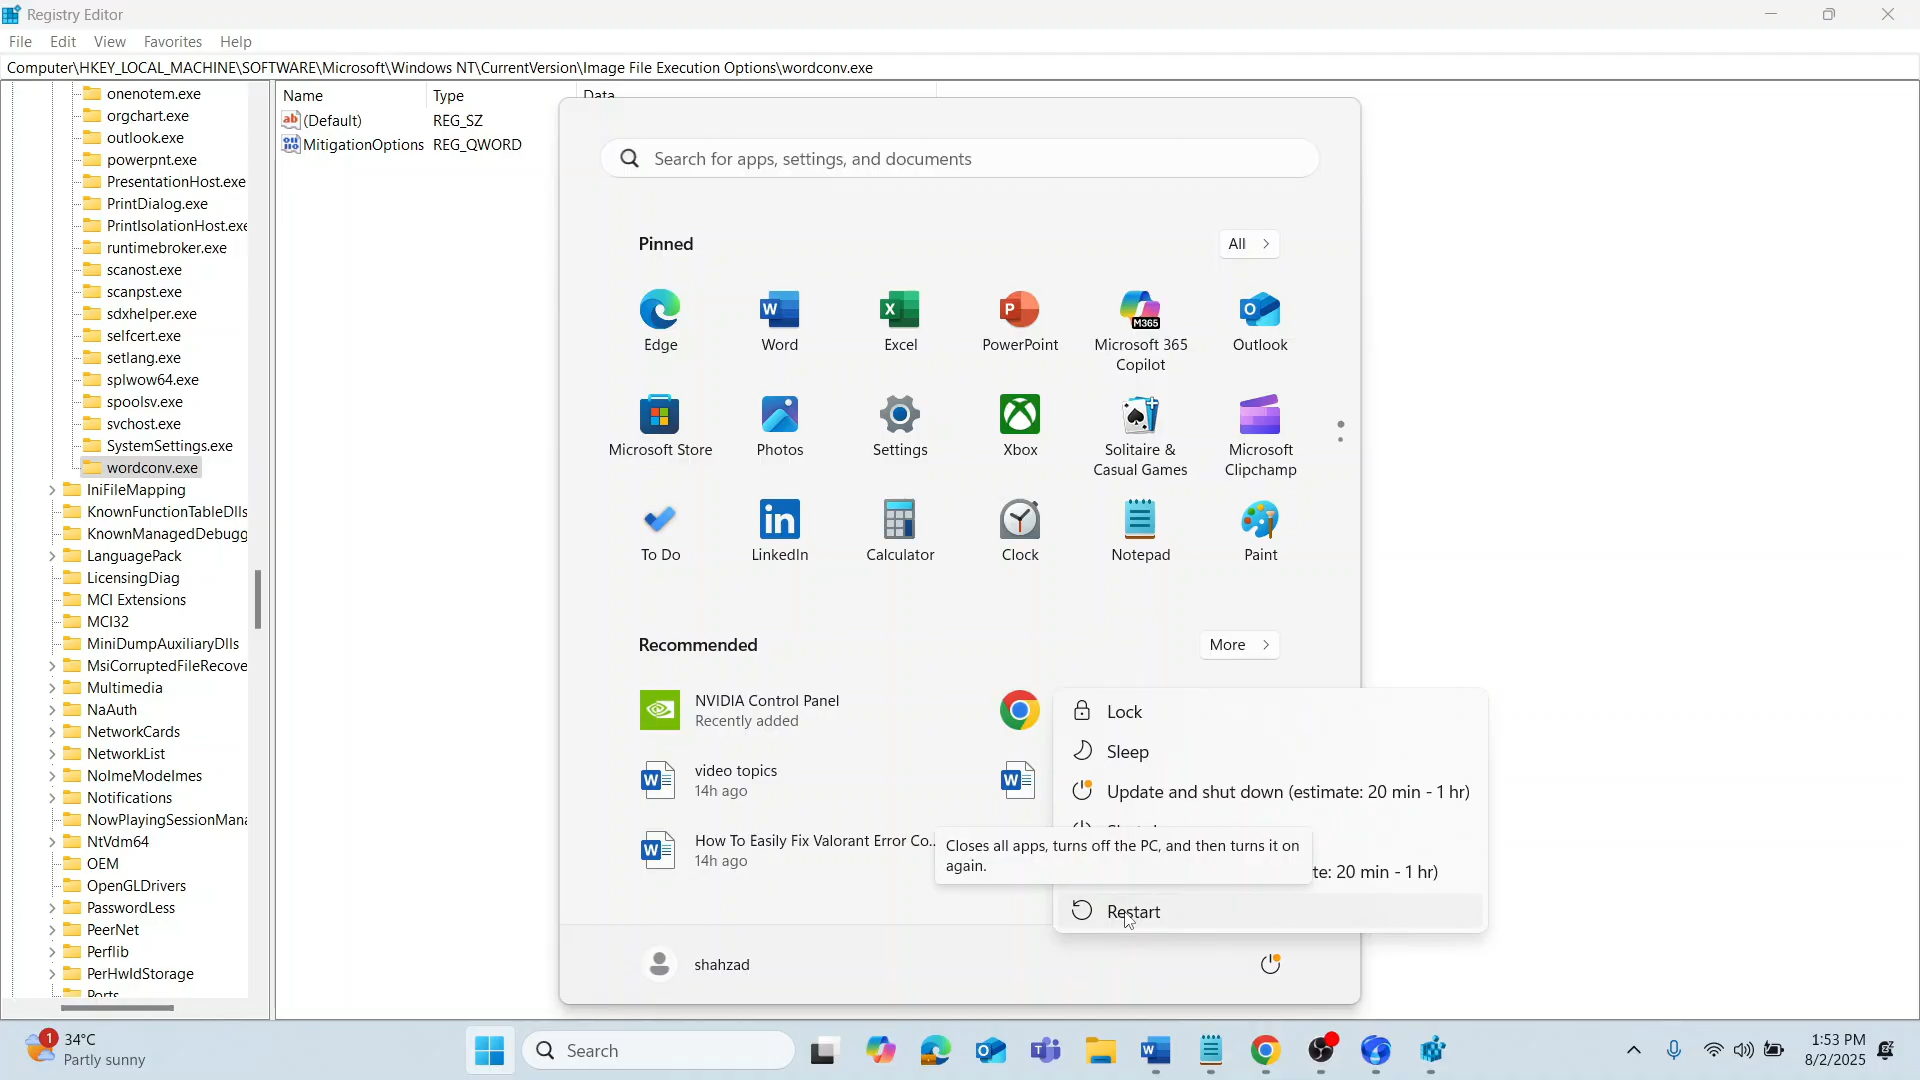 Registry Editor
File Edit View Favorites Help
Computer\HKEY_LOCAL_MACHINE\SOFTWARE\Microsoft\Windows NT\CurrentVersion\Image File Execution Options\wordconv.exe
onenotem.exe
orgchart.exe
outlook.exe
powerpnt.exe
PresentationHost.exe
PrintDialog.exe
PrintIsolationHost.exe
runtimebroker.exe
scanost.exe
scanpst.exe
sdxhelper.exe
selfcert.exe
setlang.exe
splwow64.exe
spoolsv.exe
svchost.exe
SystemSettings.exe
wordconv.exe
IniFileMapping
KnownFunctionTableDlls
KnownManagedDebugg
LanguagePack
LicensingDiag
MCI Extensions
MCI32
MiniDumpAuxiliaryDlls
MsiCorruptedFileRecove
Multimedia
NaAuth
NetworkCards
NetworkList
NoImeModeImes
Notifications
NowPlayingSessionMana
NtVdm64
OEM
OpenGLDrivers
PasswordLess
PeerNet
Perflib
PerHwIdStorage
Ports
Name Type Data
(Default) REG_SZ
MitigationOptions REG_QWORD
Search for apps, settings, and documents
Pinned
All
Edge
Word
Excel
PowerPoint
Microsoft 365
Copilot
Outlook
Microsoft Store
Photos
Settings
Xbox
Solitaire &
Casual Games
Microsoft
Clipchamp
To Do
LinkedIn
Calculator
Clock
Notepad
Paint
Recommended
More
NVIDIA Control Panel
Recently added
video topics
14h ago
How To Easily Fix Valorant Error Co...
14h ago
Lock
Sleep
Update and shut down (estimate: 20 min - 1 hr)
Closes all apps, turns off the PC, and then turns it on
again.
te: 20 min - 1 hr)
Restart
shahzad
1
34°C
Partly sunny
Search
1:53 PM
8/2/2025